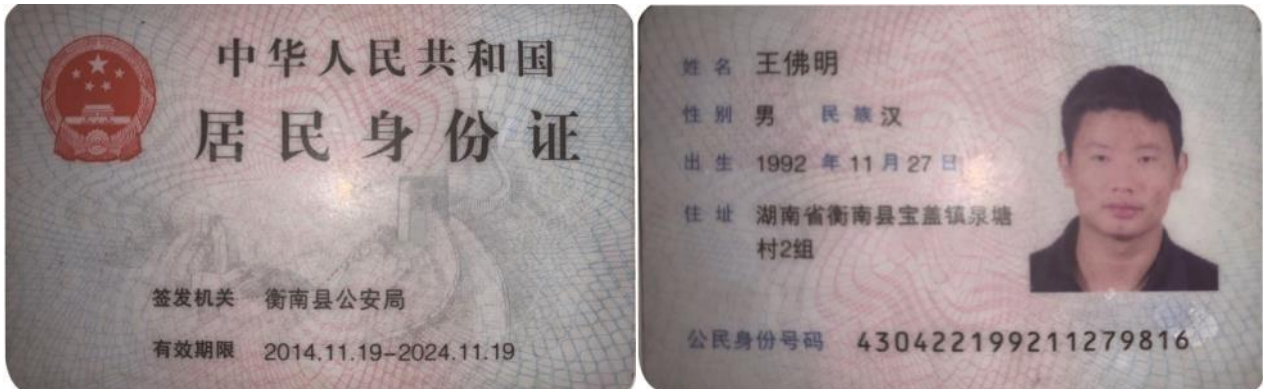 中华人民共和国
居民身份证
签发机关 衡南县公安局
有效期限 2014.11.19-2024.11.19
姓名 王佛明
性别 男 民族 汉
出生 1992 年 11 月 27 日
住址 湖南省衡南县宝盖镇泉塘
村2组
公民身份号码 430422199211279816